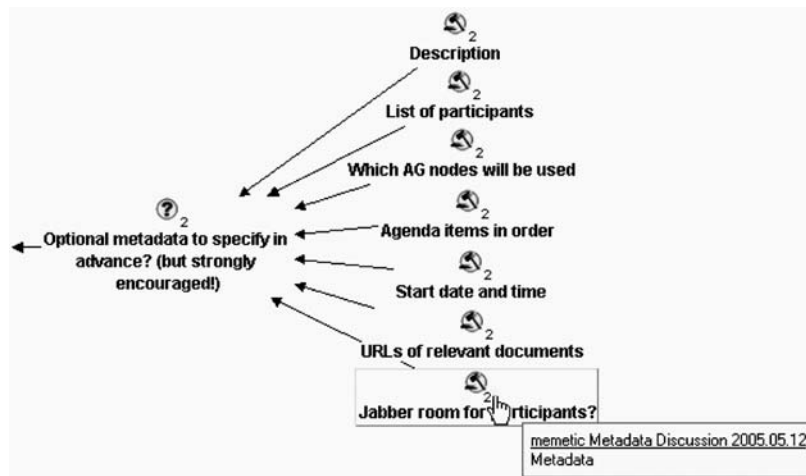 2
Description
2
List of participants
2
Which AG nodes will be used
2
Agenda items in order
2
Start date and time
2
URLs of relevant documents
2
Jabber room for rticipants?
?
2
Optional metadata to specify in
advance? (but strongly
encouraged!)
memetic Metadata Discussion 2005.05.12
Metadata